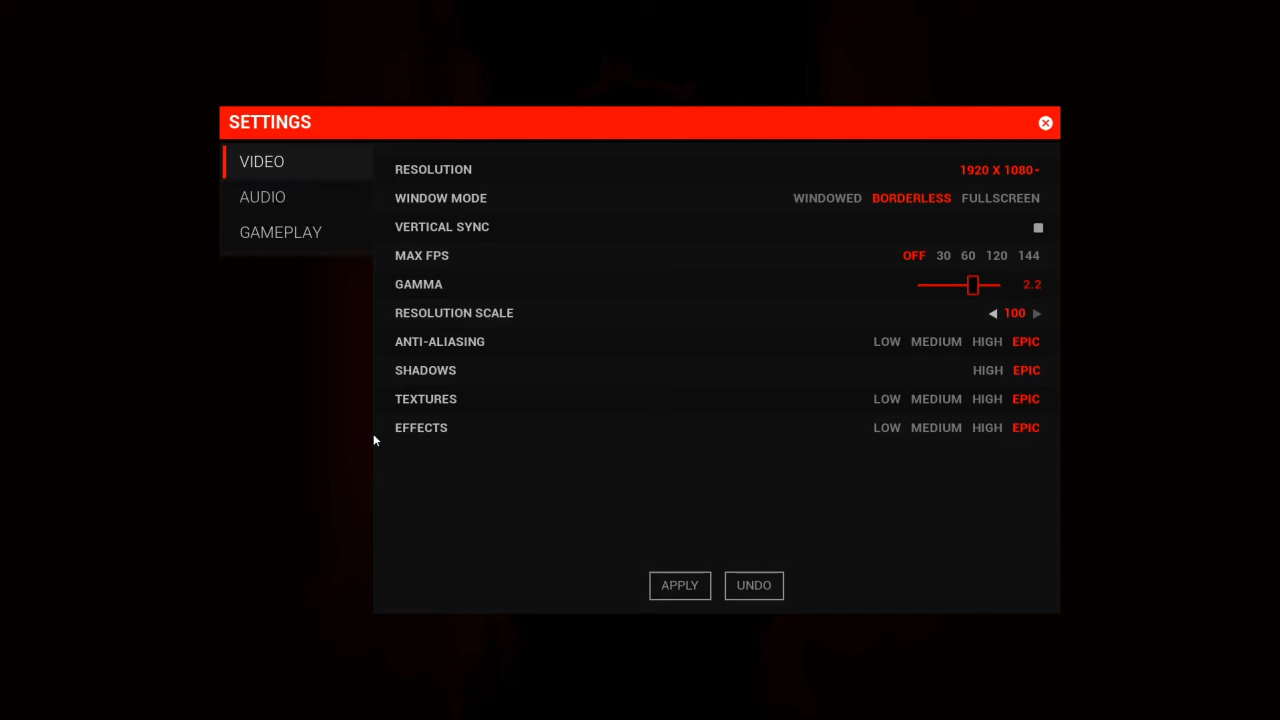 SETTINGS
VIDEO
AUDIO
GAMEPLAY
RESOLUTION 1920 X 1080
WINDOW MODE WINDOWED BORDERLESS FULLSCREEN
VERTICAL SYNC
MAX FPS OFF 30 60 120 144
GAMMA 2.2
RESOLUTION SCALE 100
ANTI-ALIASING LOW MEDIUM HIGH EPIC
SHADOWS HIGH EPIC
TEXTURES LOW MEDIUM HIGH EPIC
EFFECTS LOW MEDIUM HIGH EPIC
APPLY UNDO